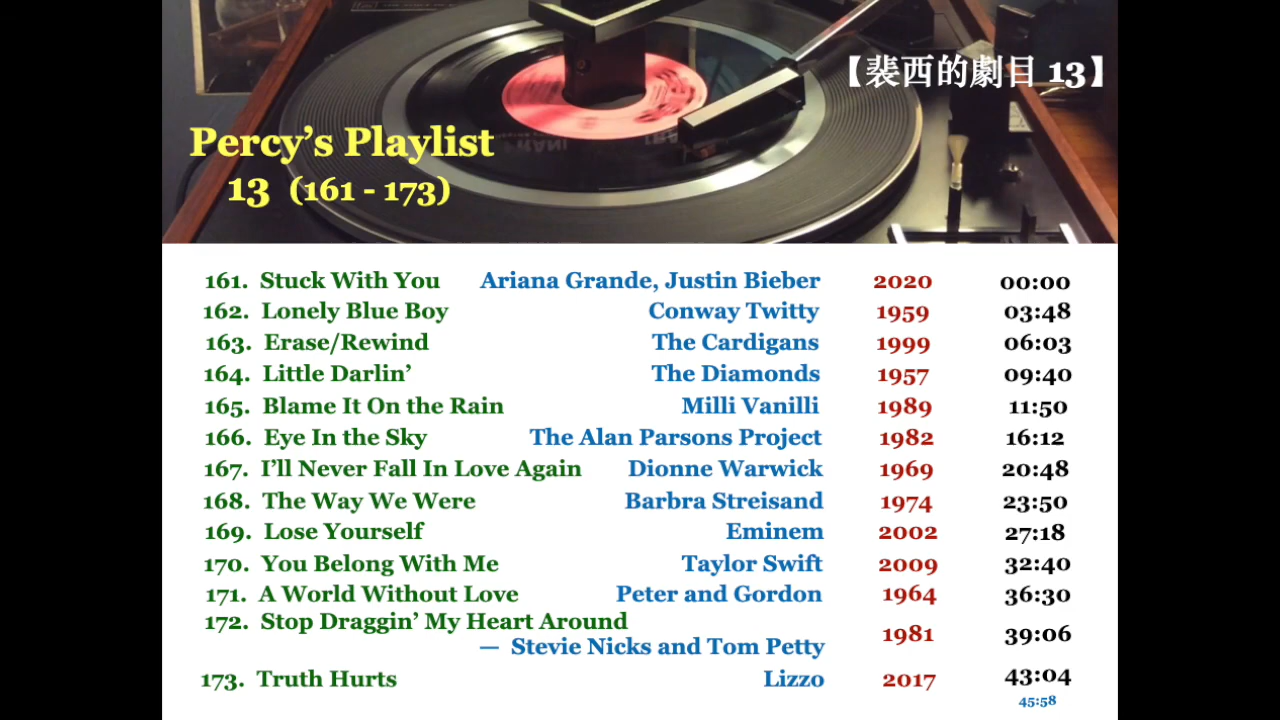 【裴西的劇目 13】
Percy’s Playlist
13 (161 - 173)
161. Stuck With You Ariana Grande, Justin Bieber 2020 00:00
162. Lonely Blue Boy Conway Twitty 1959 03:48
163. Erase/Rewind The Cardigans 1999 06:03
164. Little Darlin’ The Diamonds 1957 09:40
165. Blame It On the Rain Milli Vanilli 1989 11:50
166. Eye In the Sky The Alan Parsons Project 1982 16:12
167. I’ll Never Fall In Love Again Dionne Warwick 1969 20:48
168. The Way We Were Barbra Streisand 1974 23:50
169. Lose Yourself Eminem 2002 27:18
170. You Belong With Me Taylor Swift 2009 32:40
171. A World Without Love Peter and Gordon 1964 36:30
172. Stop Draggin’ My Heart Around
— Stevie Nicks and Tom Petty 1981 39:06
173. Truth Hurts Lizzo 2017 43:04
45:58